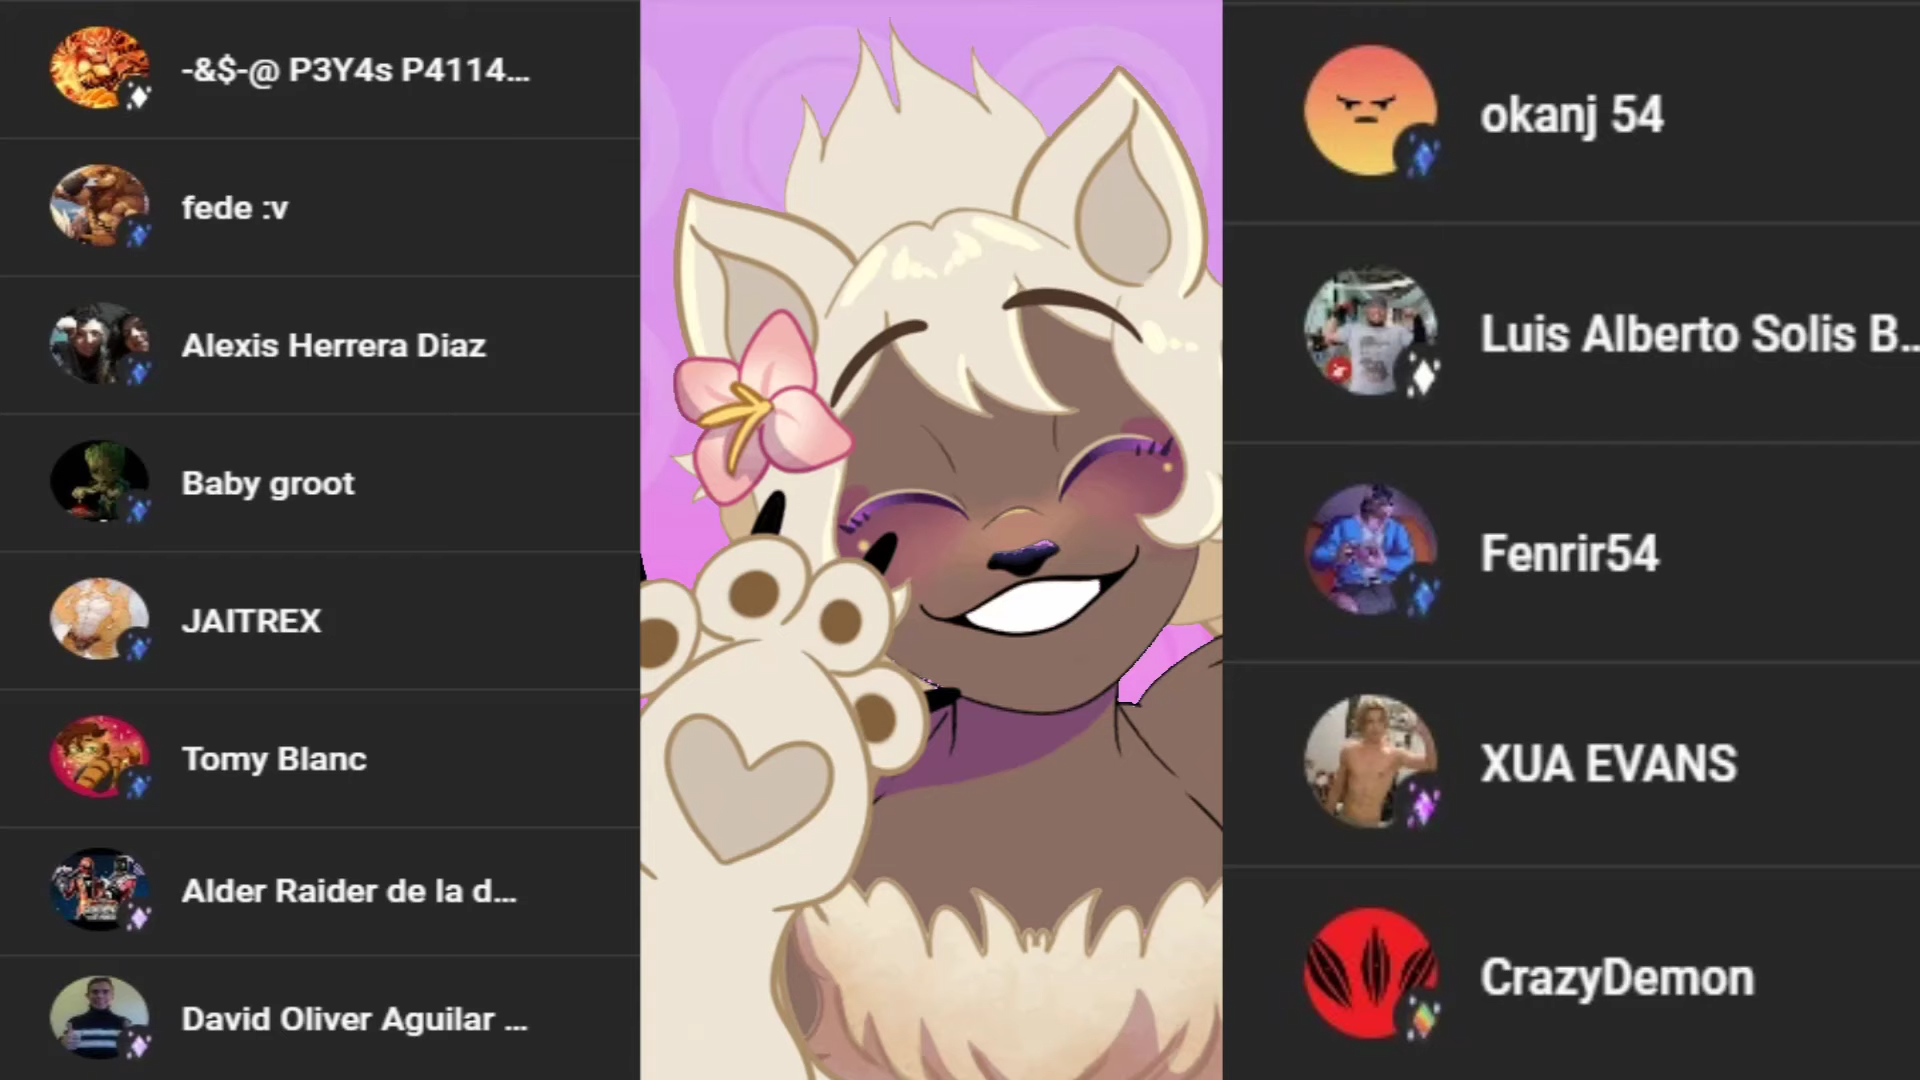 -&$-@ P3Y4s P4114...
fede :v
Alexis Herrera Diaz
Baby groot
JAITREX
Tomy Blanc
Alder Raider de la d...
David Oliver Aguilar ...
okanj 54
Luis Alberto Solis B...
Fenrir54
XUA EVANS
CrazyDemon